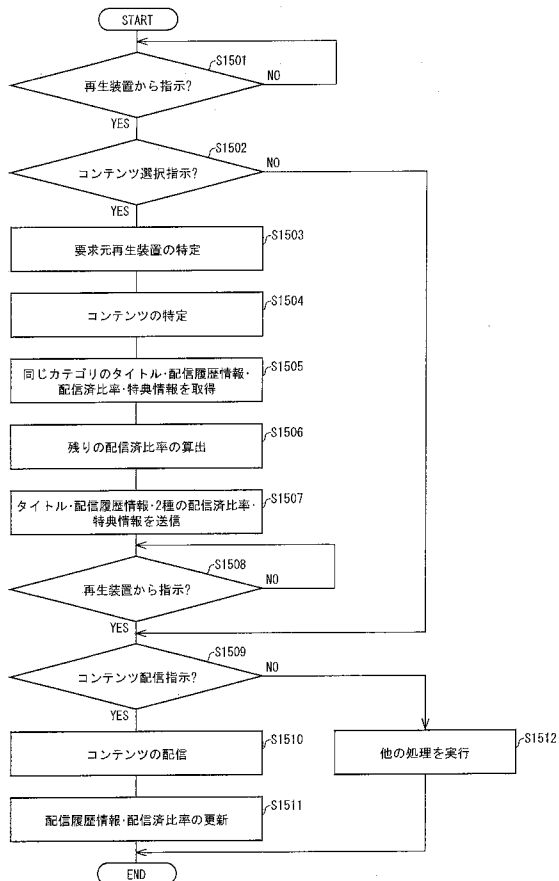 START
S1501
再生装置から指示?
NO
YES
S1502
コンテンツ選択指示?
NO
YES
S1503
要求元再生装置の特定
S1504
コンテンツの特定
S1505
同じカテゴリのタイトル・配信履歴情報・
配信済比率・特典情報を取得
S1506
残りの配信済比率の算出
S1507
タイトル・配信履歴情報・2種の配信済比率・
特典情報を送信
S1508
再生装置から指示?
NO
YES
S1509
コンテンツ配信指示?
NO
YES
S1510
コンテンツの配信
S1512
他の処理を実行
S1511
配信履歴情報・配信済比率の更新
END